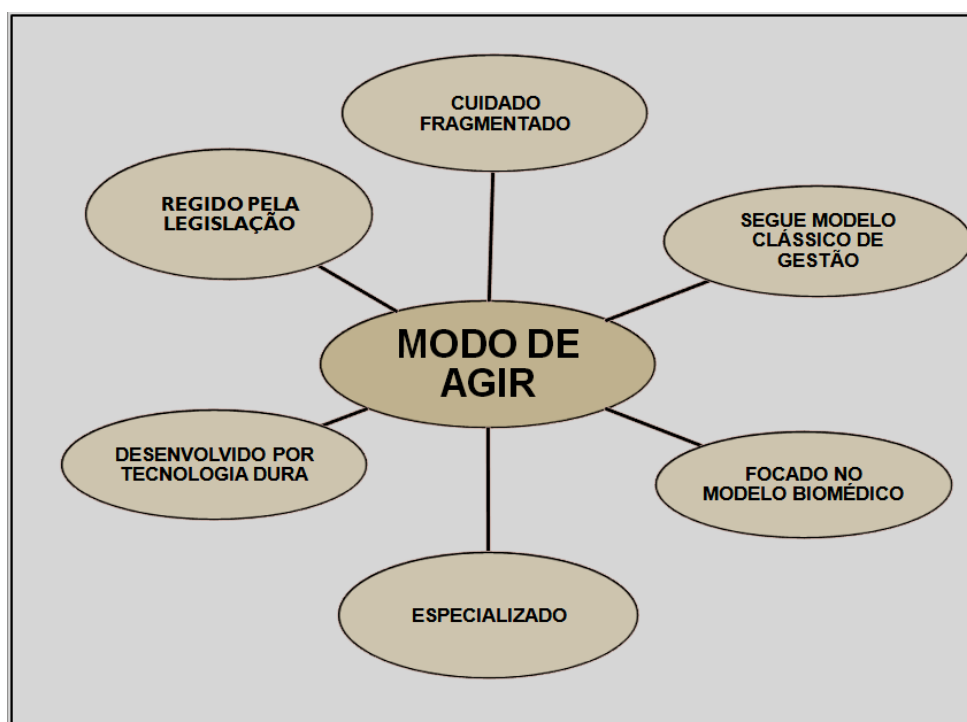 CUIDADO
FRAGMENTADO
REGIDO PELA
LEGISLAÇÃO
SEGUE MODELO
CLÁSSICO DE
GESTÃO
MODO DE
AGIR
DESENVOLVIDO POR
TECNOLOGIA DURA
FOCADO NO
MODELO BIOMÉDICO
ESPECIALIZADO